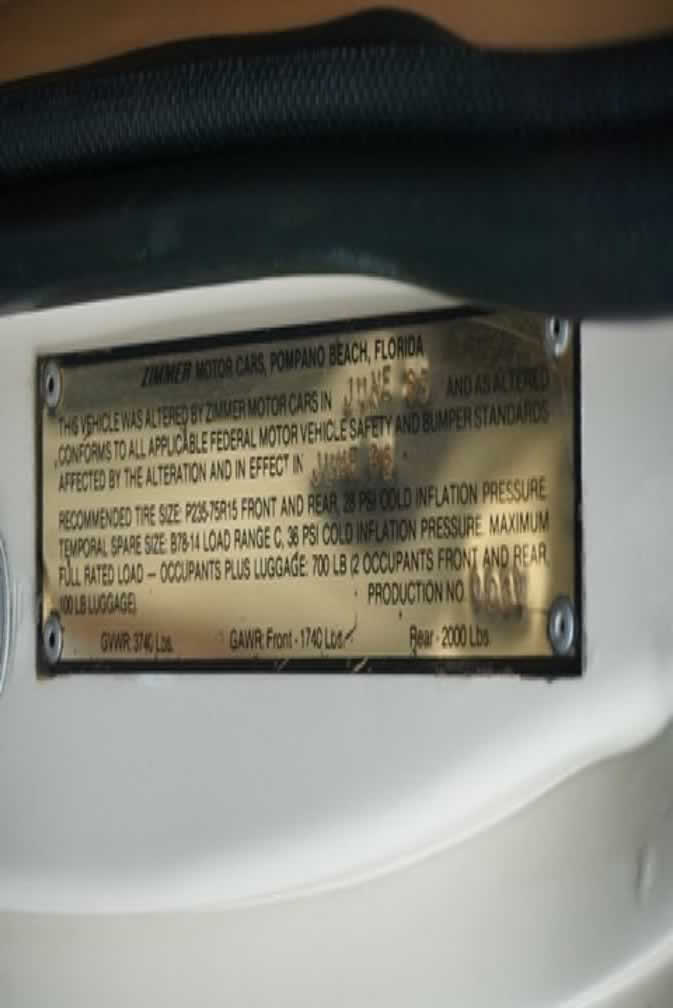 ZIMMER MOTOR CARS, POMPANO BEACH, FLORIDA
THIS VEHICLE WAS ALTERED BY ZIMMER MOTOR CARS IN JUNE AND AS ALTERED
CONFORMS TO ALL APPLICABLE FEDERAL MOTOR VEHICLE SAFETY AND BUMPER STANDARDS
AFFECTED BY THE ALTERATION AND IN EFFECT IN JUNE
RECOMMENDED TIRE SIZE: P235-75R15 FRONT AND REAR, 28 PSI COLD INFLATION PRESSURE.
TEMPORAL SPARE SIZE: B78-14 LOAD RANGE C, 36 PSI COLD INFLATION PRESSURE. MAXIMUM
FULL RATED LOAD — OCCUPANTS PLUS LUGGAGE: 700 LB (2 OCCUPANTS FRONT AND REAR,
100 LB LUGGAGE) PRODUCTION NO.
GVWR: 3740 Lbs. GAWR: Front - 1740 Lbs. Rear - 2000 Lbs.